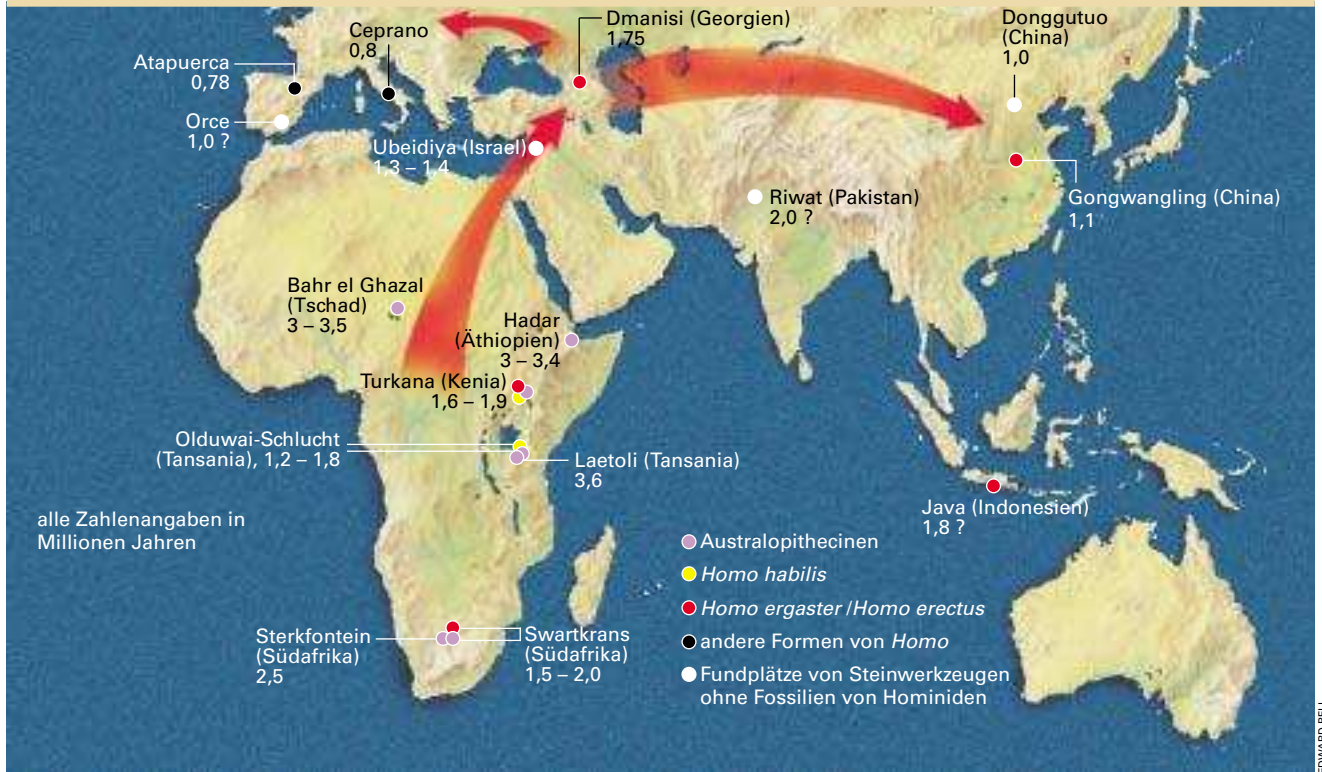 Ceprano
0,8
Dmanisi (Georgien)
1,75
Donggutuo
(China)
1,0
Atapuerca
0,78
Orce
1,0 ?
Ubeidiya (Israel)
1,3 – 1,4
Riwat (Pakistan)
2,0 ?
Gongwangling (China)
1,1
Bahr el Ghazal
(Tschad)
3 – 3,5
Hadar
(Äthiopien)
3 – 3,4
Turkana (Kenia)
1,6 – 1,9
Olduwai-Schlucht
(Tansania), 1,2 – 1,8
Laetoli (Tansania)
3,6
Java (Indonesien)
1,8 ?
alle Zahlenangaben in
Millionen Jahren
Sterkfontein
(Südafrika)
2,5
Swartkrans
(Südafrika)
1,5 – 2,0
Australopithecinen
Homo habilis
Homo ergaster /Homo erectus
andere Formen von Homo
Fundplätze von Steinwerkzeugen
ohne Fossilien von Hominiden
EDWARD BELL